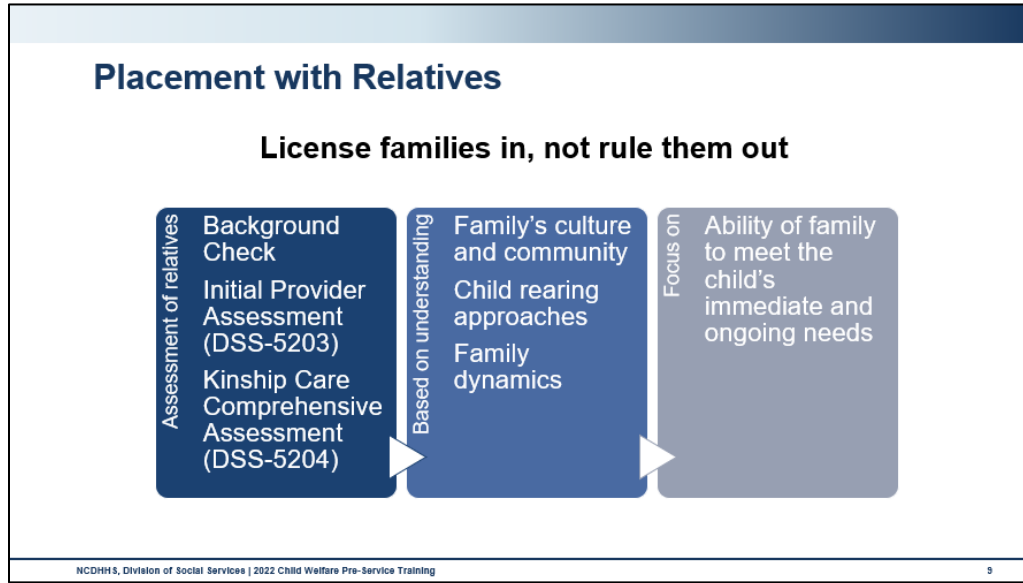 Placement with Relatives
License families in, not rule them out
Assessment of relatives
Background
Check
Initial Provider
Assessment
(DSS-5203)
Kinship Care
Comprehensive
Assessment
(DSS-5204)
Based on understanding
Family's culture
and community
Child rearing
approaches
Family
dynamics
Focus on
Ability of family
to meet the
child's
immediate and
ongoing needs
NCDHHS, Division of Social Services | 2022 Child Welfare Pre-Service Training
9